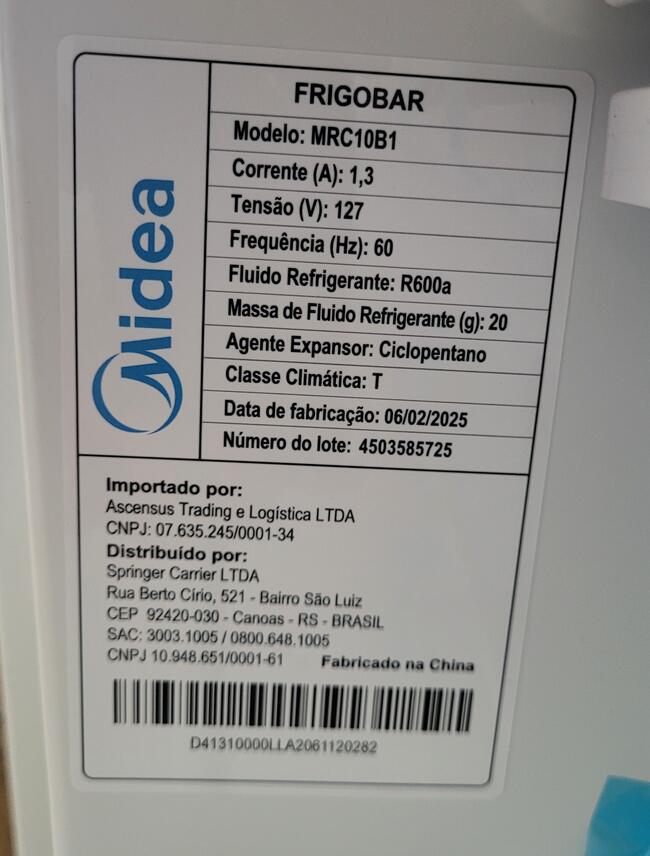 Midea
FRIGOBAR
Modelo: MRC10B1
Corrente (A): 1,3
Tensão (V): 127
Frequência (Hz): 60
Fluido Refrigerante: R600a
Massa de Fluido Refrigerante (g): 20
Agente Expansor: Ciclopentano
Classe Climática: T
Data de fabricação: 06/02/2025
Número do lote: 4503585725
Importado por:
Ascensus Trading e Logística LTDA
CNPJ: 07.635.245/0001-34
Distribuído por:
Springer Carrier LTDA
Rua Berto Círio, 521 - Bairro São Luiz
CEP 92420-030 - Canoas - RS - BRASIL
SAC: 3003.1005 / 0800.648.1005
CNPJ 10.948.651/0001-61 Fabricado na China
D41310000LLA2061120282